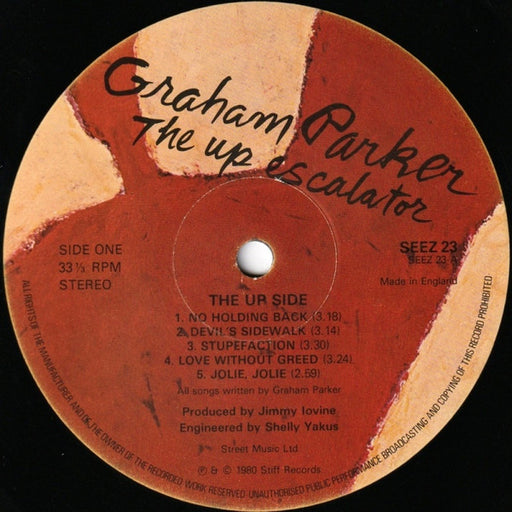 Graham Parker
The up escalator
SIDE ONE
33⅓ RPM
STEREO
SEEZ 23
SEEZ 23 A
Made in England
THE UP SIDE
1. NO HOLDING BACK (3.18)
2. DEVIL'S SIDEWALK (3.14)
3. STUPEFACTION (3.30)
4. LOVE WITHOUT GREED (3.24)
5. JOLIE, JOLIE (2.59)
All songs written by Graham Parker
Produced by Jimmy Iovine
Engineered by Shelly Yakus
Street Music Ltd
℗ & © 1980 Stiff Records
ALL RIGHTS OF THE MANUFACTURER AND OF THE OWNER OF THE RECORDED WORK RESERVED UNAUTHORISED PUBLIC PERFORMANCE BROADCASTING AND COPYING OF THIS RECORD PROHIBITED